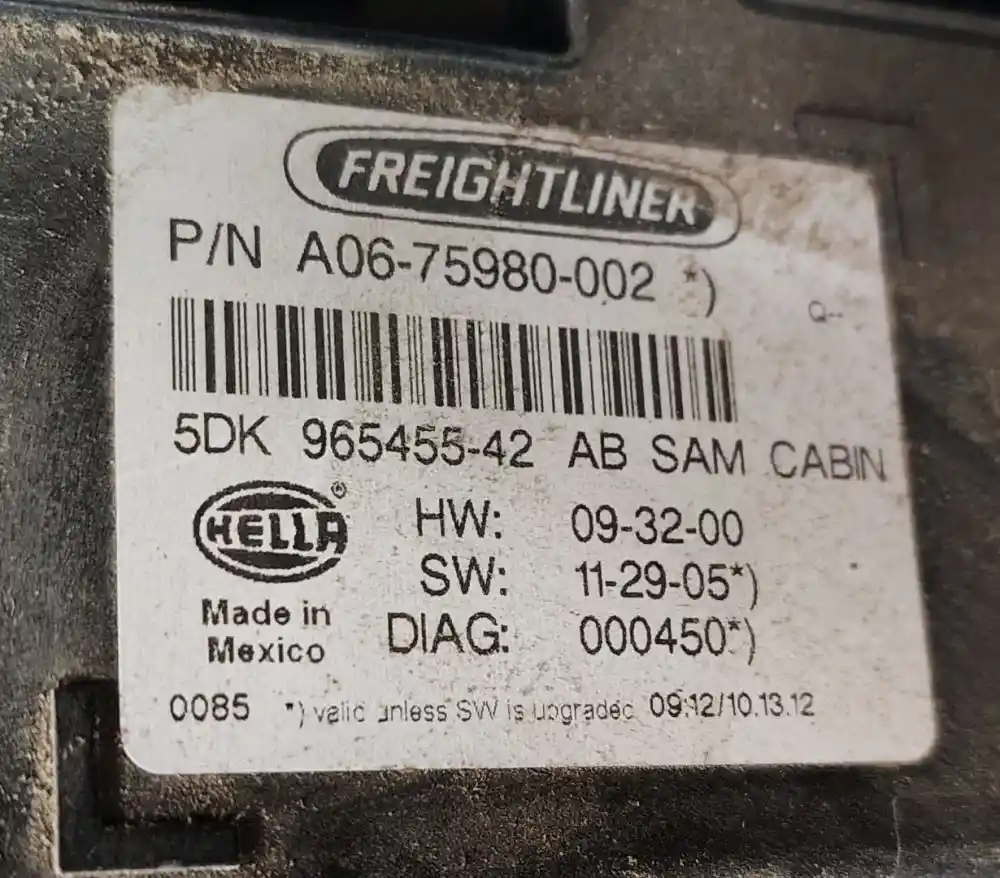 FREIGHTLINER
P/N A06-75980-002 *)
Q--
5DK 965455-42 AB SAM CABIN
HELLA ®
HW: 09-32-00
SW: 11-29-05*)
Made in
Mexico
DIAG: 000450*)
0085 *) valid unless SW is upgraded 09:12/10.13.12